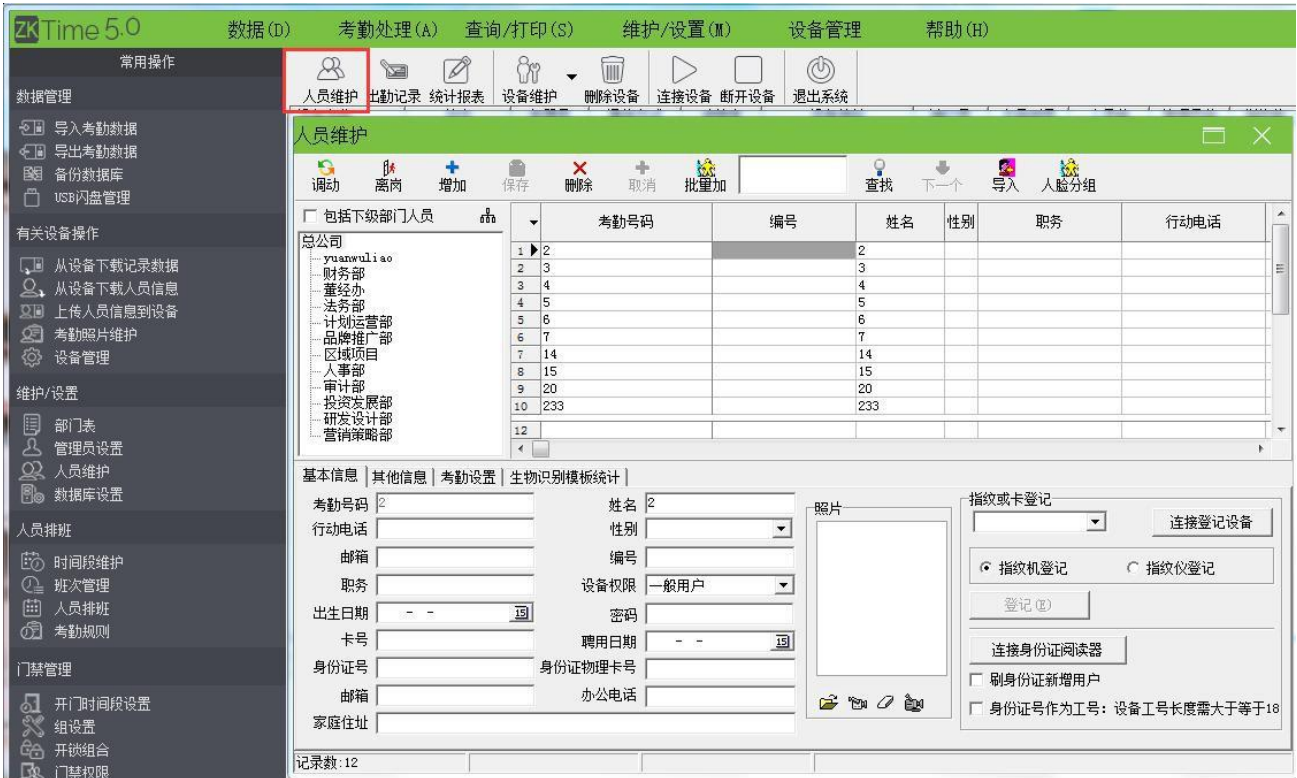 ZKTime 5.0 数据(D) 考勤处理(A) 查询/打印(S) 维护/设置(M) 设备管理 帮助(H)
常用操作
人员维护 出勤记录 统计报表 设备维护 删除设备 连接设备 断开设备 退出系统
数据管理
导入考勤数据
导出考勤数据
备份数据库
USB闪盘管理
有关设备操作
从设备下载记录数据
从设备下载人员信息
上传人员信息到设备
考勤照片维护
设备管理
维护/设置
部门表
管理员设置
人员维护
数据库设置
人员排班
时间段维护
班次管理
人员排班
考勤规则
门禁管理
开门时间段设置
组设置
开锁组合
门禁权限
人员维护
调动 离岗 增加 保存 删除 取消 批量加 查找 下一个 导入 人脸分组
包括下级部门人员
总公司
yuanwuliao
财务部
董经办
法务部
计划运营部
品牌推广部
区域项目
人事部
审计部
投资发展部
研发设计部
营销策略部
考勤号码 编号 姓名 性别 职务 行动电话
1 2 2
2 3 3
3 4 4
4 5 5
5 6 6
6 7 7
7 14 14
8 15 15
9 20 20
10 233 233
12
基本信息 其他信息 考勤设置 生物识别模板统计
考勤号码 2 姓名 2
行动电话 性别
邮箱 编号
职务 设备权限 一般用户
出生日期 - - 15 密码
卡号 聘用日期 - - 15
身份证号 身份证物理卡号
邮箱 办公电话
家庭住址
照片
指纹或卡登记
连接登记设备
指纹机登记 指纹仪登记
登记(E)
连接身份证阅读器
刷身份证新增用户
身份证号作为工号：设备工号长度需大于等于18
记录数:12